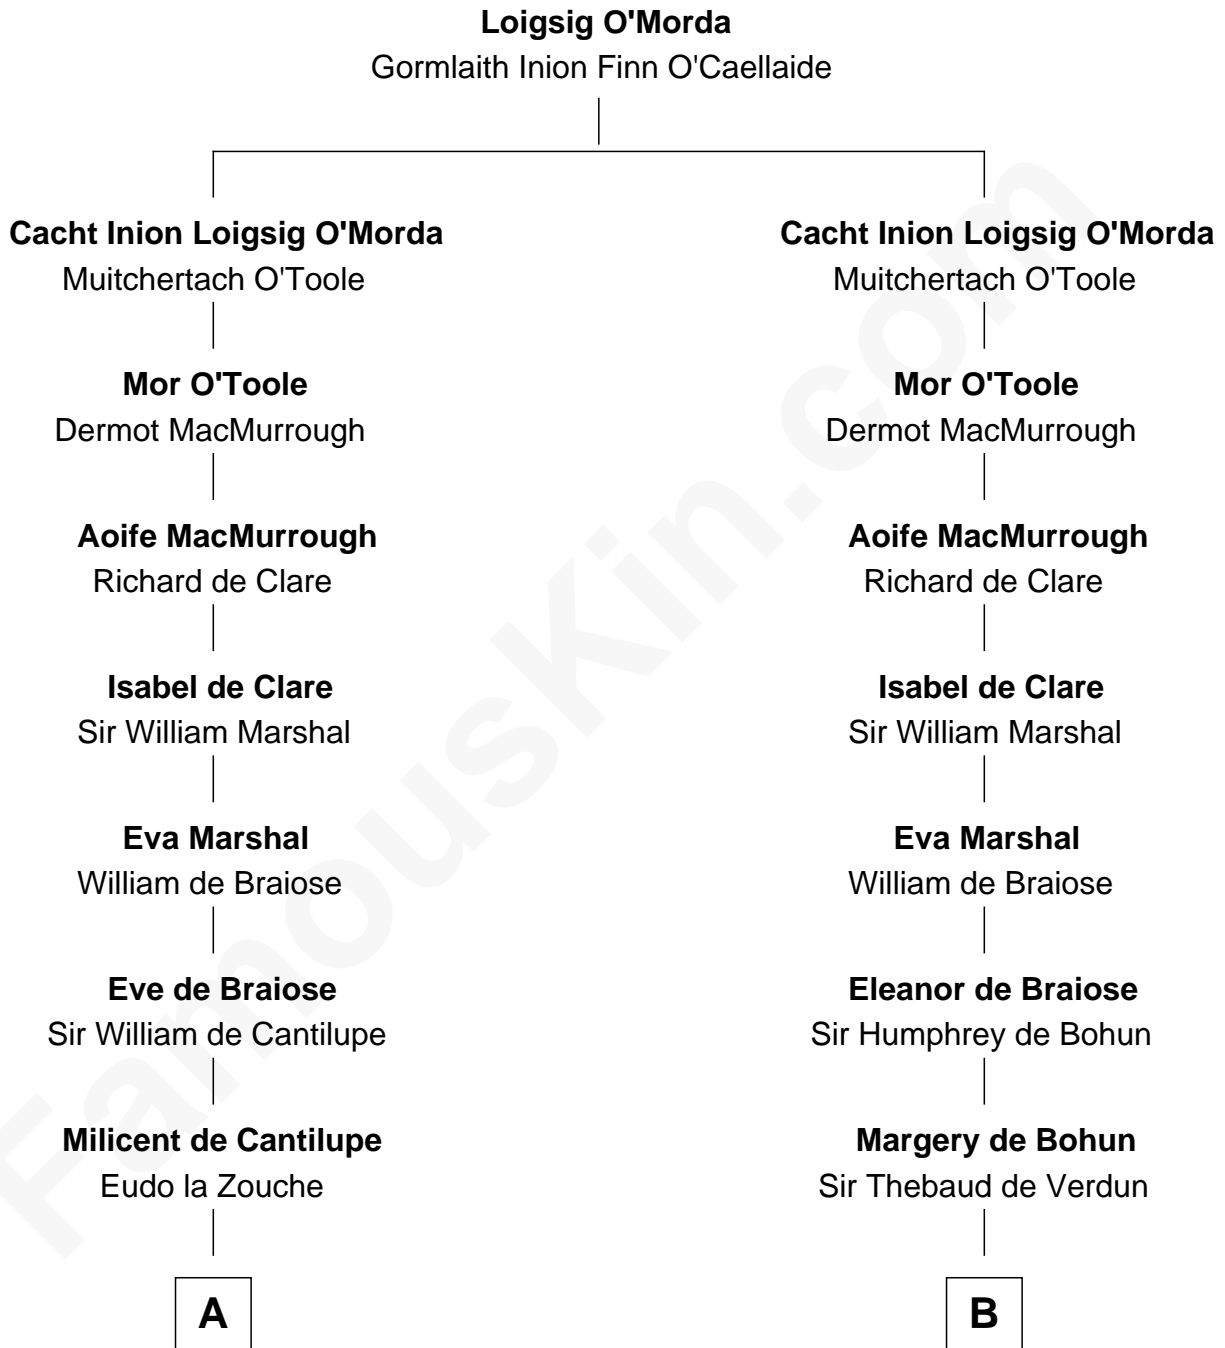 Loigsig O'Morda
Gormlaith Inion Finn O'Caellaide
Cacht Inion Loigsig O'Morda
Muitchertach O'Toole
Mor O'Toole
Dermot MacMurrough
Aoife MacMurrough
Richard de Clare
Isabel de Clare
Sir William Marshal
Eva Marshal
William de Braiose
Eve de Braiose
Sir William de Cantilupe
Milicent de Cantilupe
Eudo la Zouche
A
Cacht Inion Loigsig O'Morda
Muitchertach O'Toole
Mor O'Toole
Dermot MacMurrough
Aoife MacMurrough
Richard de Clare
Isabel de Clare
Sir William Marshal
Eva Marshal
William de Braiose
Eleanor de Braiose
Sir Humphrey de Bohun
Margery de Bohun
Sir Thebaud de Verdun
B
FamousKin.com